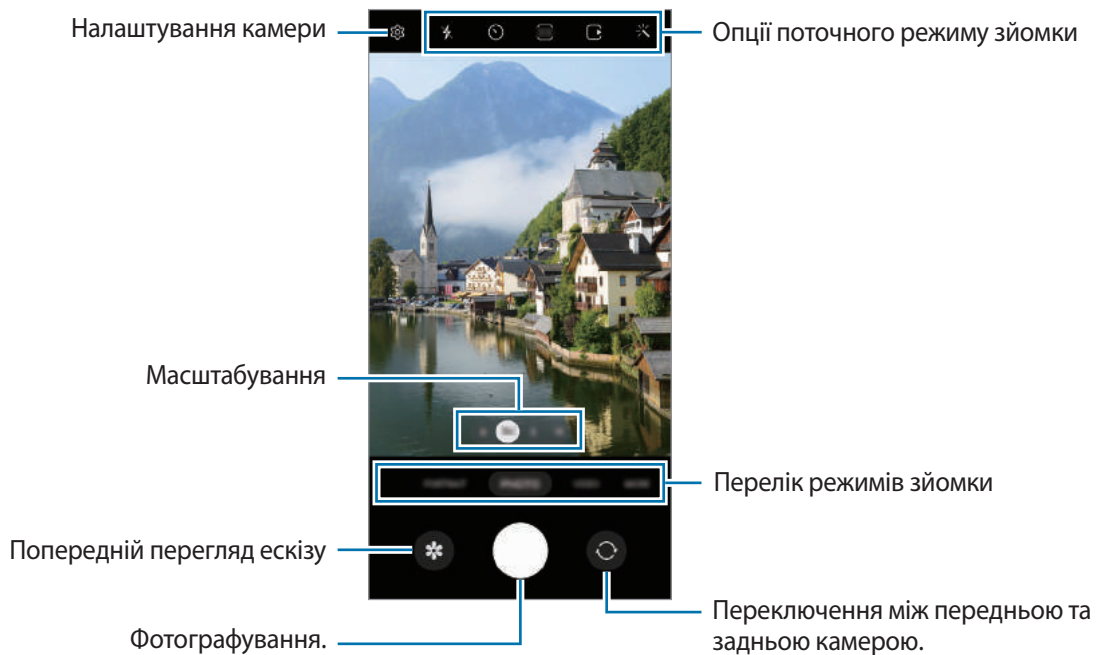 Налаштування камери
Опції поточного режиму зйомки
Масштабування
Перелік режимів зйомки
Попередній перегляд ескізу
Фотографування.
Переключення між передньою та
задньою камерою.